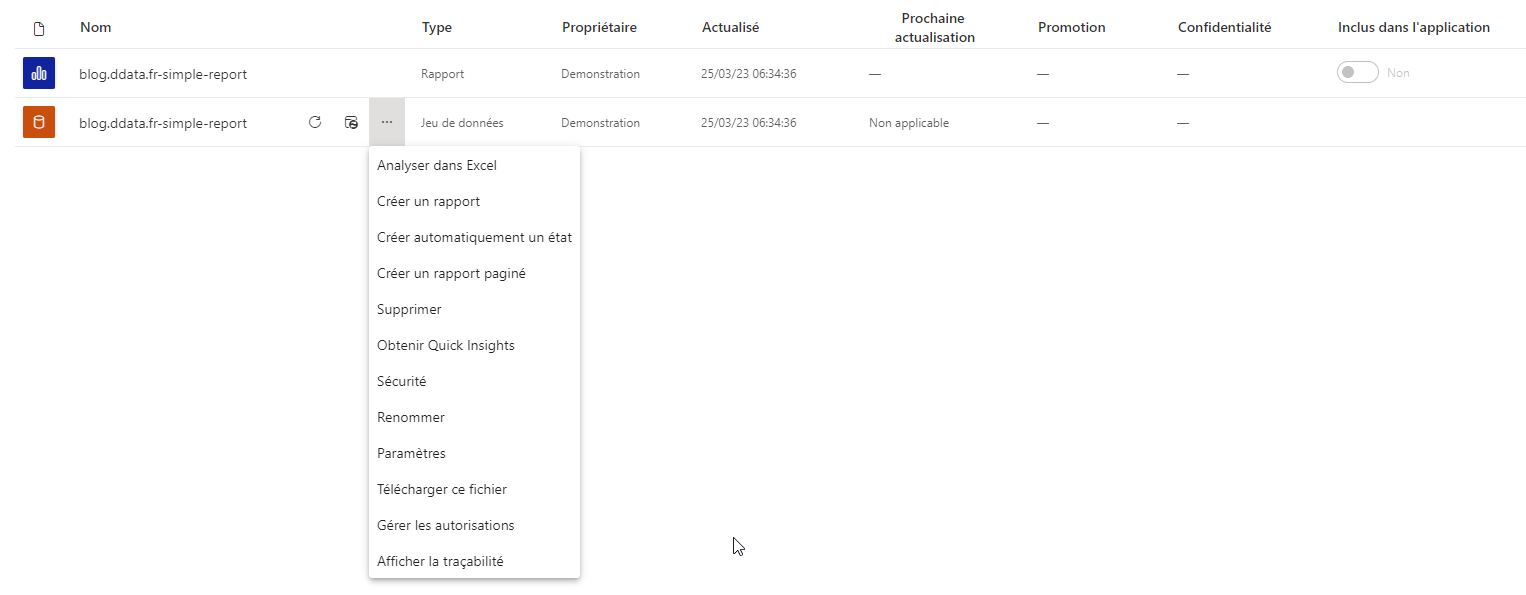 Nom Type Propriétaire Actualisé Prochaine actualisation Promotion Confidentialité Inclus dans l'application
blog.ddata.fr-simple-report Rapport Demonstration 25/03/23 06:34:36 — — — Non
blog.ddata.fr-simple-report ... Jeu de données Demonstration 25/03/23 06:34:36 Non applicable — —
Analyser dans Excel
Créer un rapport
Créer automatiquement un état
Créer un rapport paginé
Supprimer
Obtenir Quick Insights
Sécurité
Renommer
Paramètres
Télécharger ce fichier
Gérer les autorisations
Afficher la traçabilité